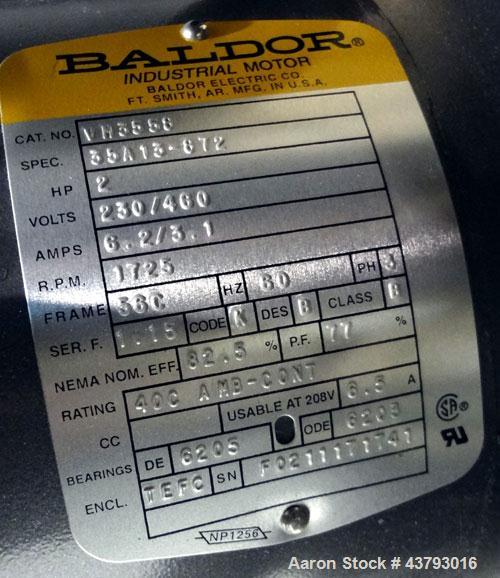 BALDOR®
INDUSTRIAL MOTOR
BALDOR ELECTRIC CO.
FT. SMITH, AR. MFG. IN U.S.A.
CAT. NO. VM3558
SPEC. 35A13-872
HP 2
VOLTS 230/460
AMPS 6.2/3.1
R.P.M. 1725
FRAME 56C HZ 60 PH 3
SER. F. 1.15 CODE K DES B CLASS B
NEMA NOM. EFF. 82.5 % P.F. 77 %
RATING 40C AMB-CONT
CC USABLE AT 208V 6.5 A
BEARINGS DE 6205 ODE 6203
ENCL. TEFC SN F0211171741
NP1256
SA®
Aaron Stock # 43793016